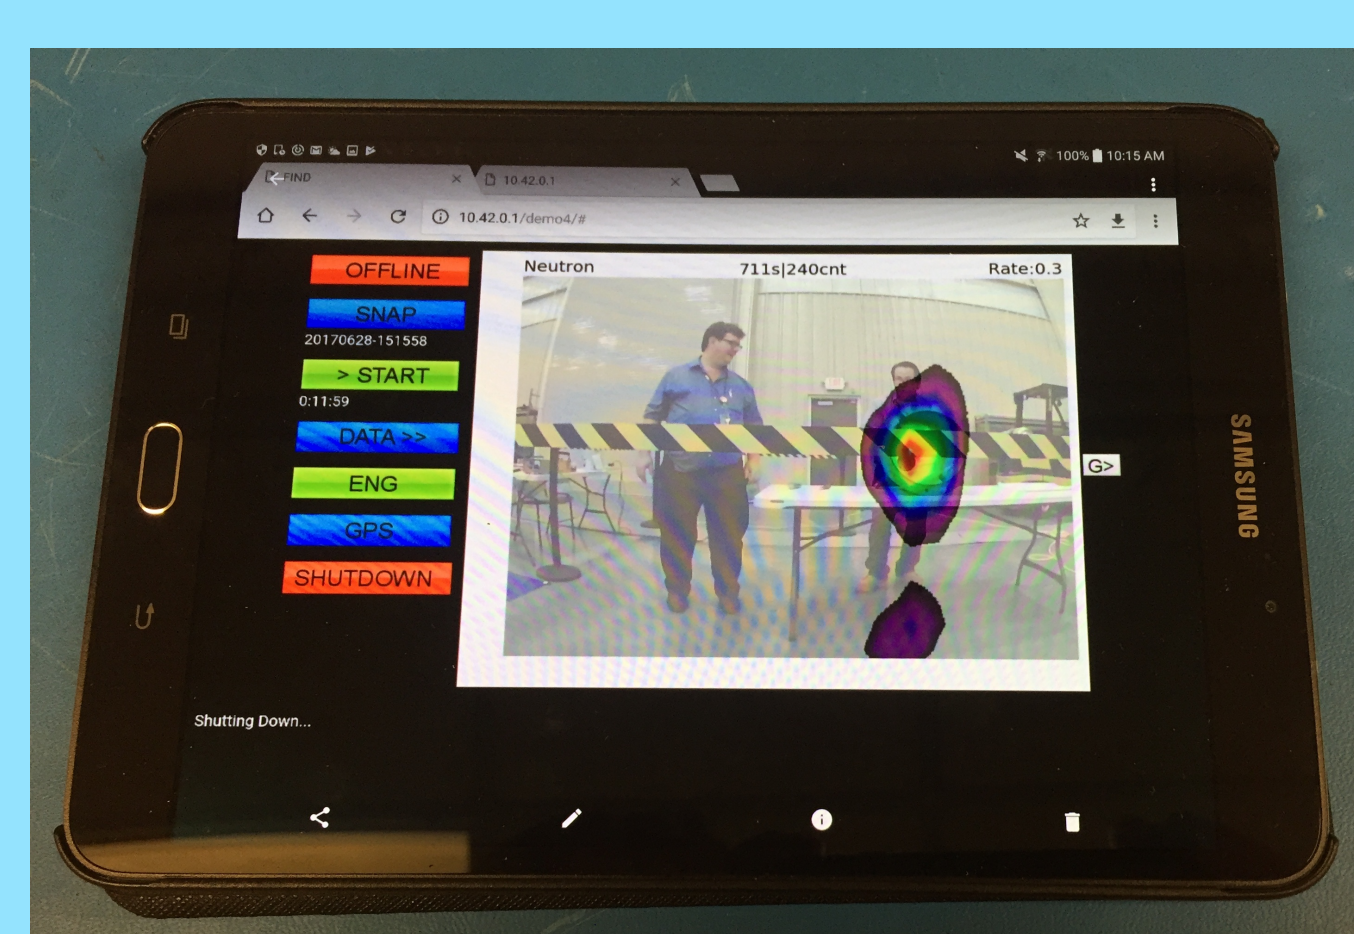 100% 10:15 AM
FIND
10.42.0.1
10.42.0.1/demo4/#
OFFLINE
SNAP
20170628-151558
> START
0:11:59
DATA >>
ENG
GPS
SHUTDOWN
Neutron 711s|240cnt Rate:0.3
G>
Shutting Down...
SAMSUNG